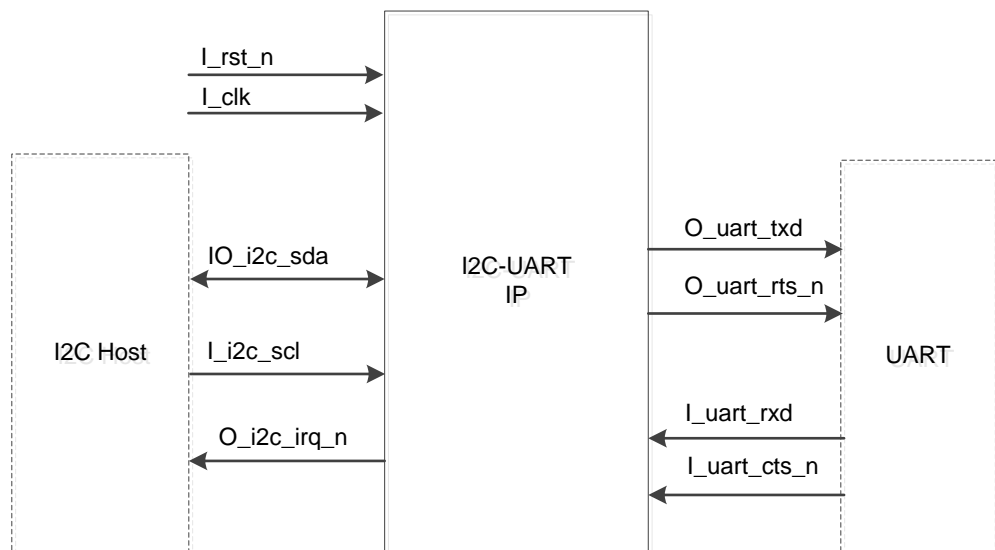 I_rst_n
I_clk
IO_i2c_sda
I2C Host
I_i2c_scl
O_i2c_irq_n
I2C-UART
IP
O_uart_txd
O_uart_rts_n
UART
I_uart_rxd
I_uart_cts_n